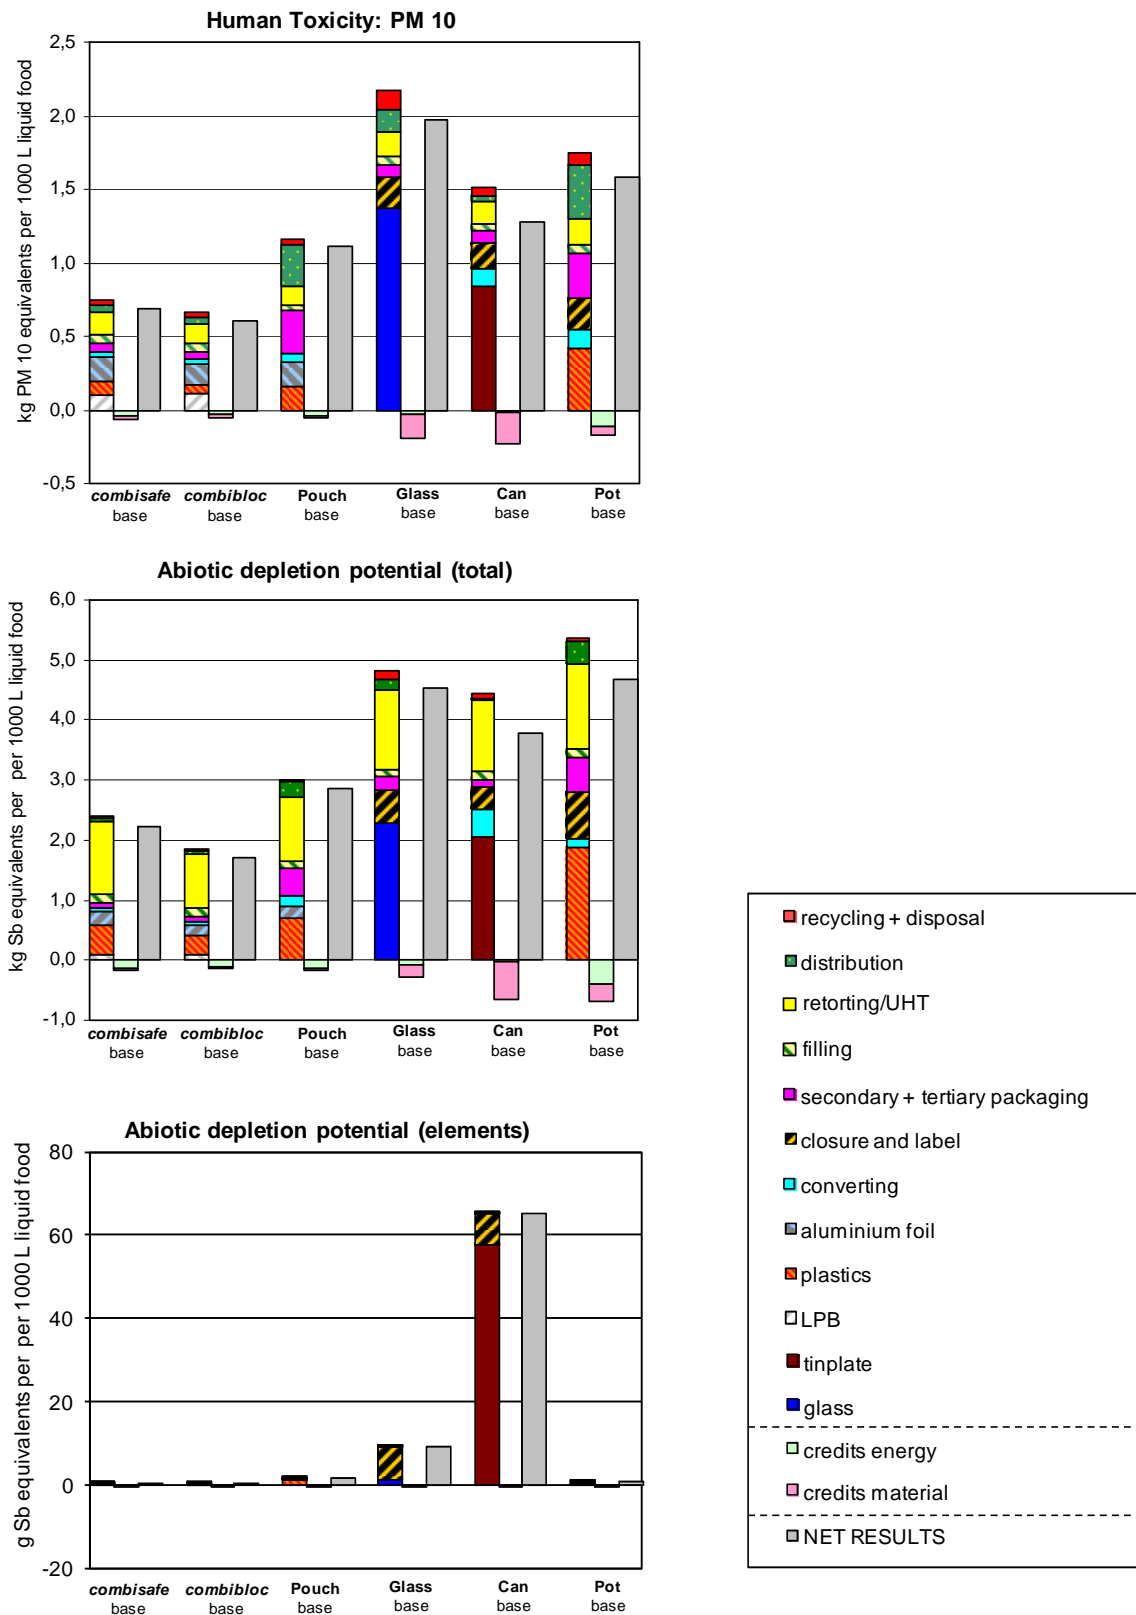 Human Toxicity: PM 10
kg PM 10 equivalents per 1000 L liquid food
2,5
2,0
1,5
1,0
0,5
0,0
-0,5
combisafe combibloc Pouch Glass Can Pot
base base base base base base
Abiotic depletion potential (total)
kg Sb equivalents per per 1000 L liquid food
6,0
5,0
4,0
3,0
2,0
1,0
0,0
-1,0
combisafe combibloc Pouch Glass Can Pot
base base base base base base
Abiotic depletion potential (elements)
g Sb equivalents per per 1000 L liquid food
80
60
40
20
0
-20
combisafe combibloc Pouch Glass Can Pot
base base base base base base
recycling + disposal
distribution
retorting/UHT
filling
secondary + tertiary packaging
closure and label
converting
aluminium foil
plastics
LPB
tinplate
glass
credits energy
credits material
NET RESULTS